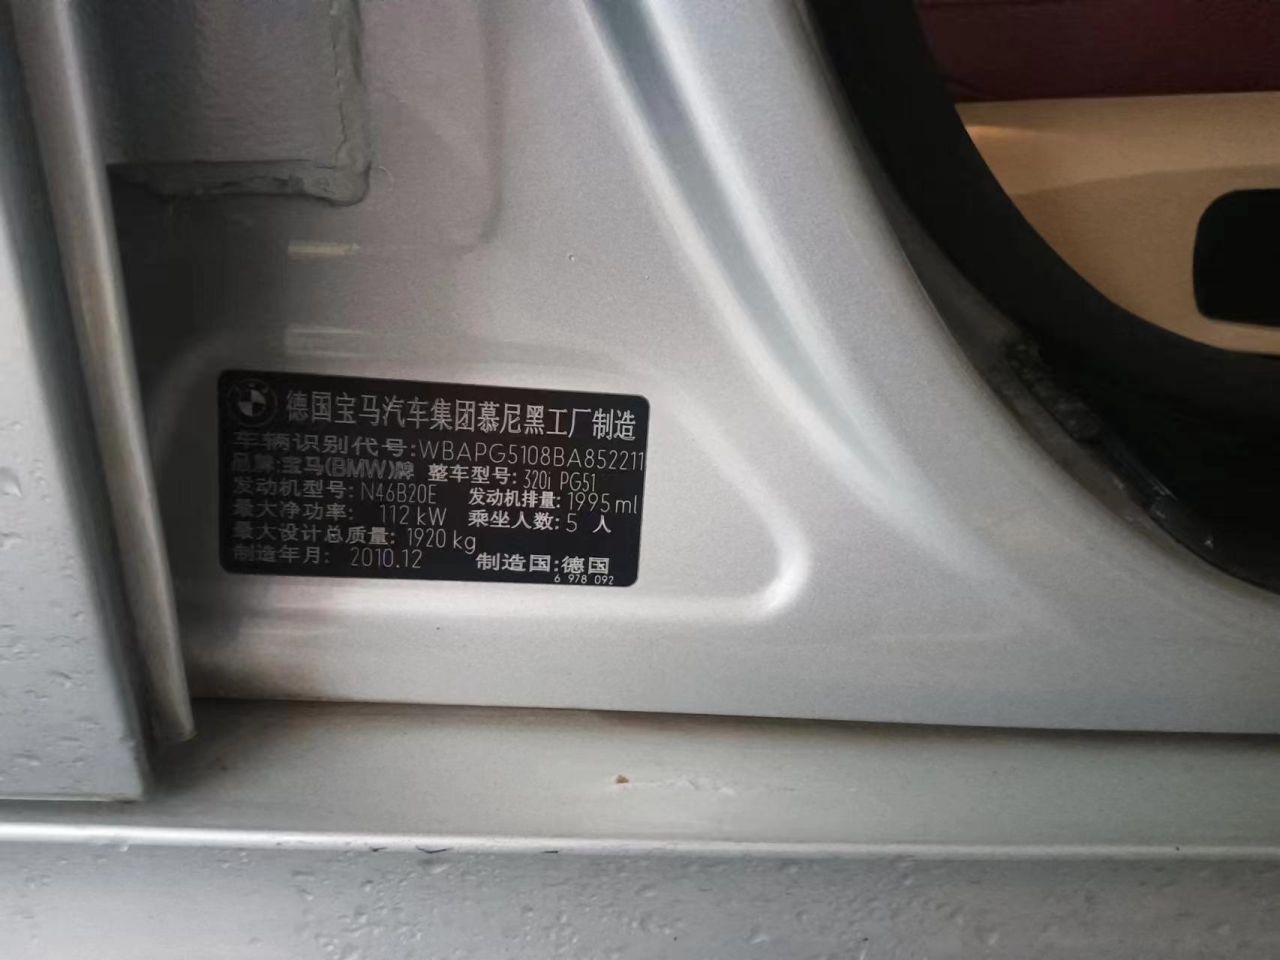 德国宝马汽车集团慕尼黑工厂制造
车辆识别代号:WBAPG5108BA852211
品牌:宝马(BMW)牌 整车型号:320i PG51
发动机型号:N46B20E 发动机排量:1995ml
最大净功率: 112kW 乘坐人数:5 人
最大设计总质量:1920kg
制造年月: 2010.12 制造国:德国
6 978 092